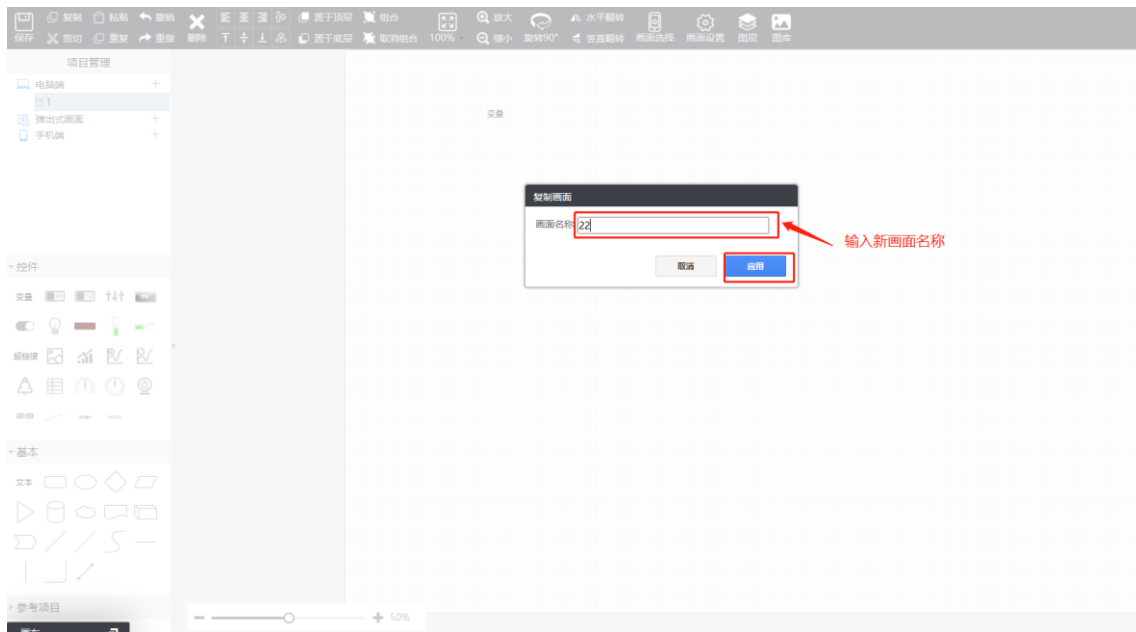 复制 粘贴 撤销 置于顶层 组合 放大 水平翻转
保存 剪切 重复 重做 删除 置于底层 取消组合 100% 缩小 旋转90° 竖直翻转 画面选择 画面设置 图层 图库
项目管理
电脑端
1
弹出式画面
手机端
变量
复制画面
画面名称 22
输入新画面名称
取消 应用
控件
变量
超链接
00:00
基本
文本
参考项目
50%